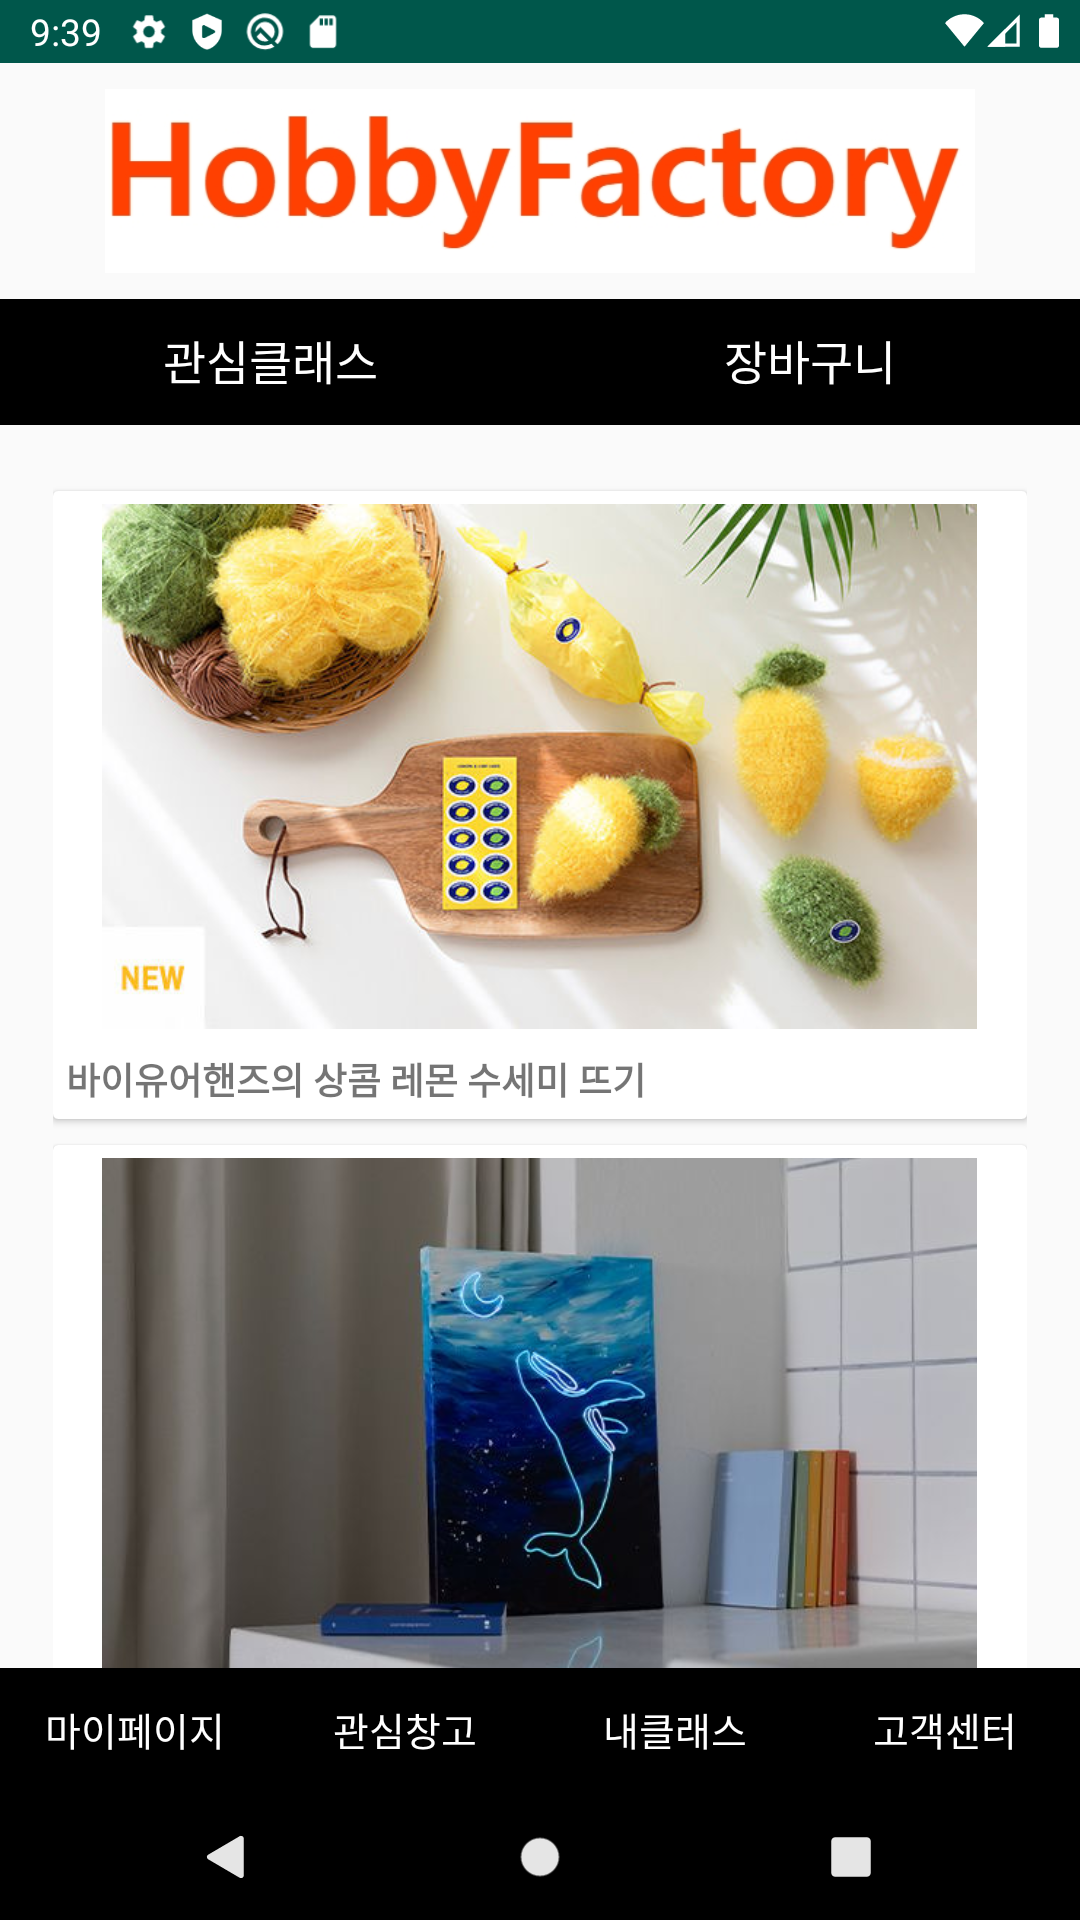 9:39
HobbyFactory
관심클래스 장바구니
NEW
바이유어핸즈의 상콤 레몬 수세미 뜨기
마이페이지 관심창고 내클래스 고객센터